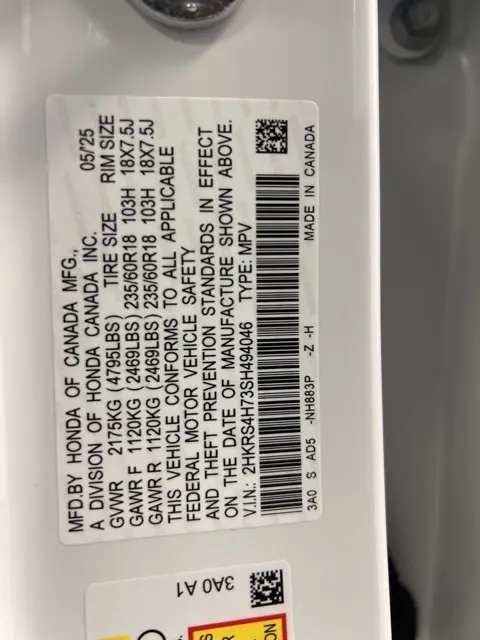 MFD.BY HONDA OF CANADA MFG.,
A DIVISION OF HONDA CANADA INC. 05/'25
GVWR 2175KG (4795LBS) TIRE SIZE RIM SIZE
GAWR F 1120KG (2469LBS) 235/60R18 103H 18X7.5J
GAWR R 1120KG (2469LBS) 235/60R18 103H 18X7.5J
THIS VEHICLE CONFORMS TO ALL APPLICABLE
FEDERAL MOTOR VEHICLE SAFETY
AND THEFT PREVENTION STANDARDS IN EFFECT
ON THE DATE OF MANUFACTURE SHOWN ABOVE.
V.I.N.: 2HKRS4H73SH494046 TYPE: MPV
3A0 S AD5 -NH883P -Z -H MADE IN CANADA
3A0 A1